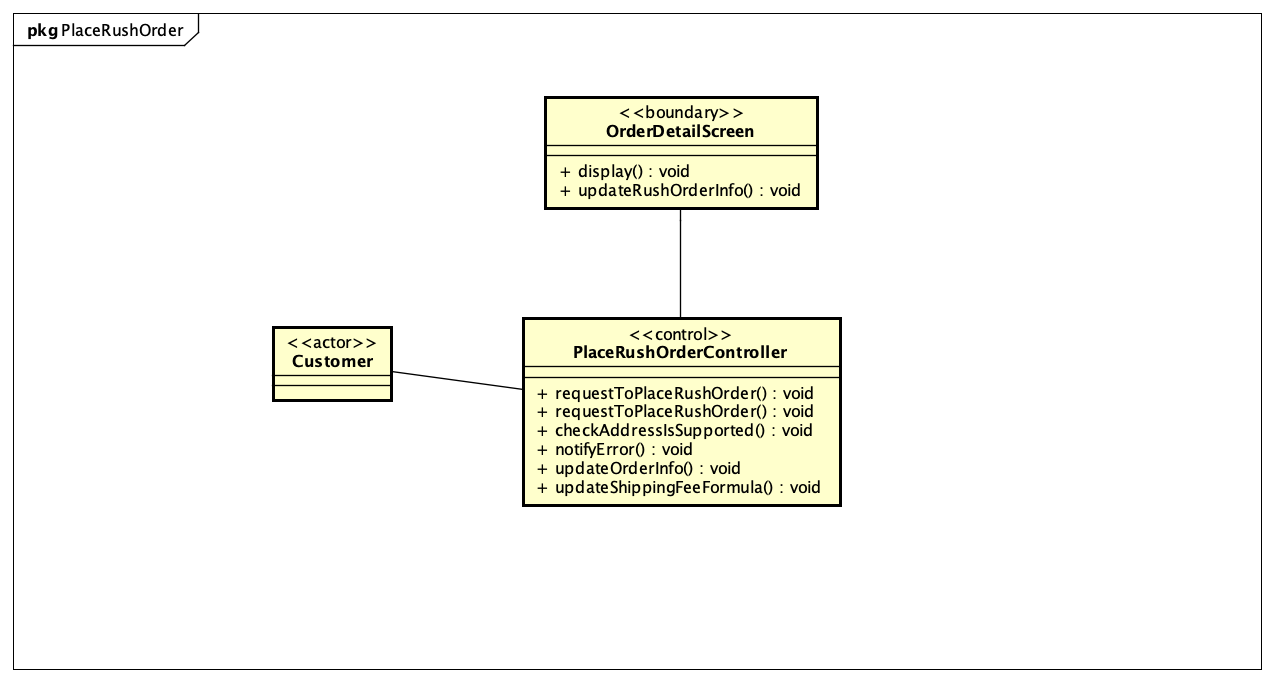 pkg PlaceRushOrder
<<boundary>>
OrderDetailScreen
+ display() : void
+ updateRushOrderInfo() : void
<<actor>>
Customer
<<control>>
PlaceRushOrderController
+ requestToPlaceRushOrder() : void
+ requestToPlaceRushOrder() : void
+ checkAddressIsSupported() : void
+ notifyError() : void
+ updateOrderInfo() : void
+ updateShippingFeeFormula() : void